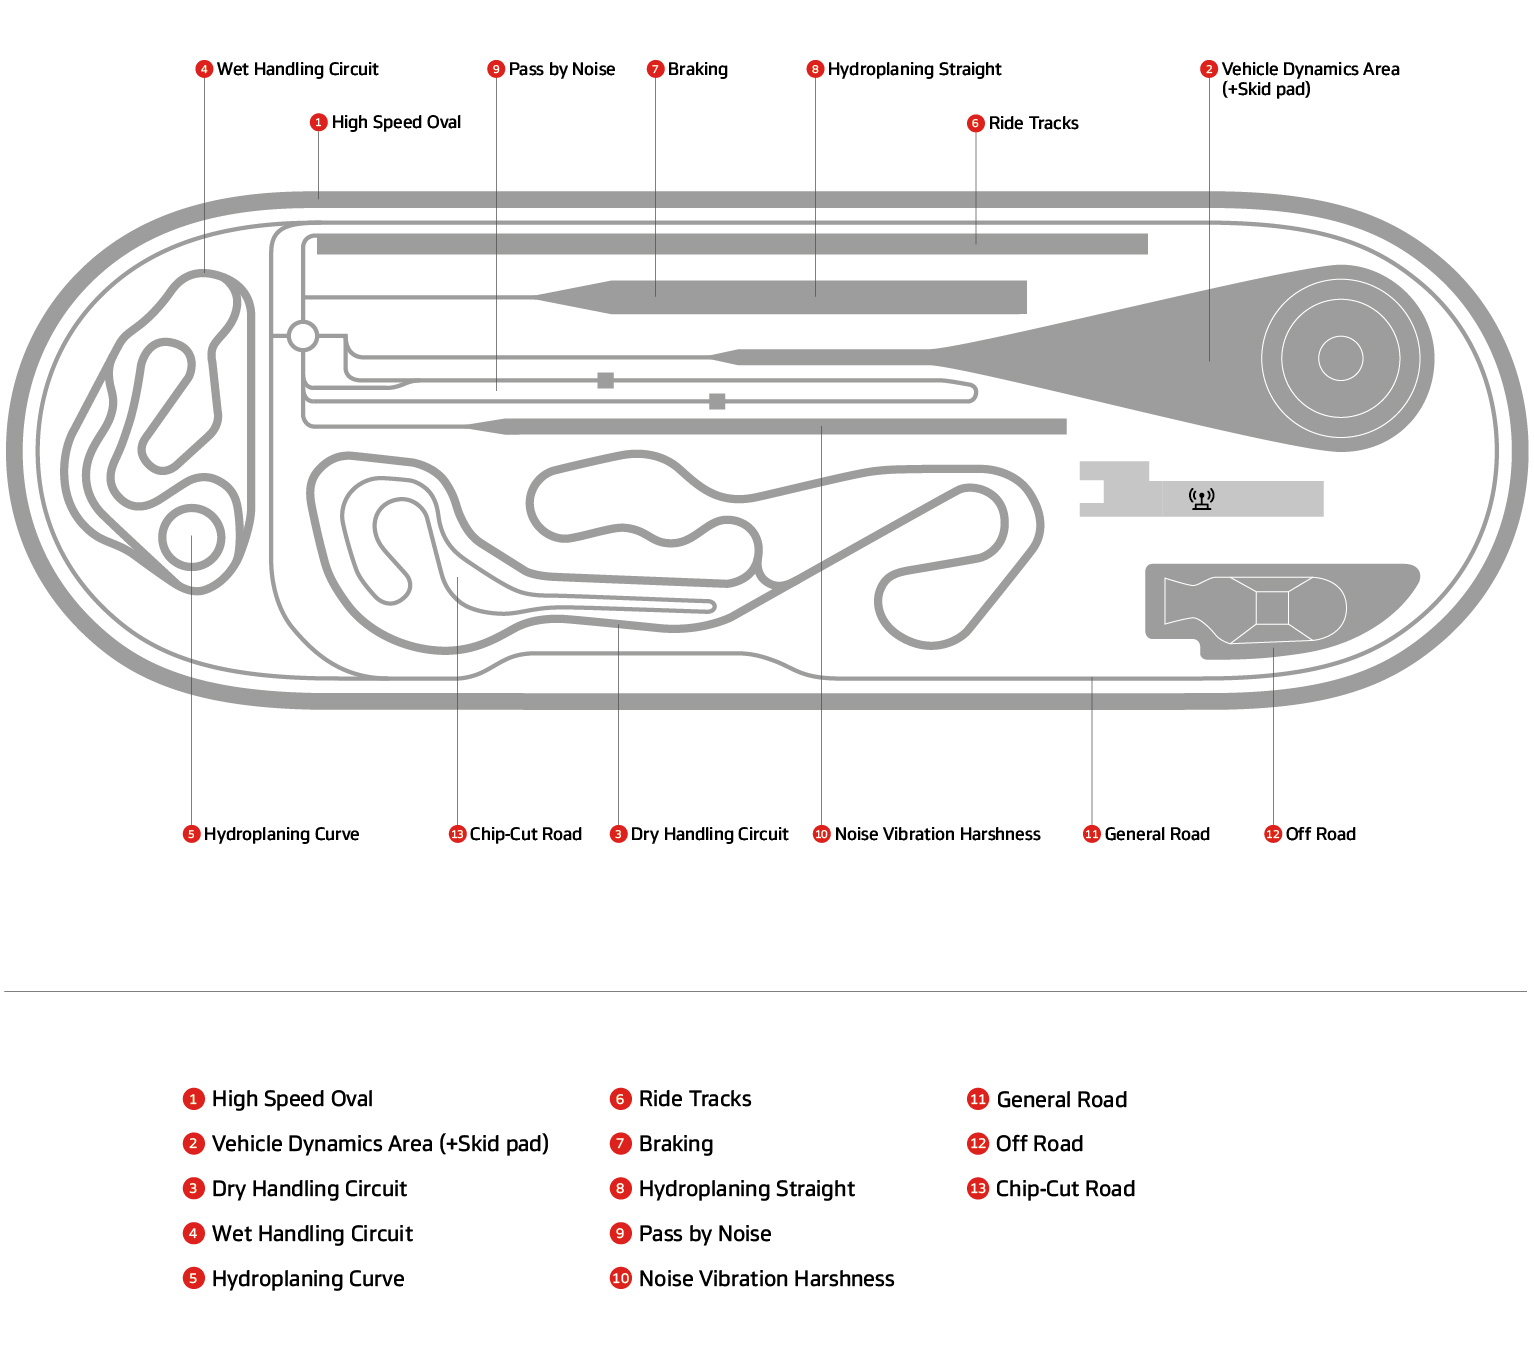 4 Wet Handling Circuit
9 Pass by Noise
7 Braking
8 Hydroplaning Straight
2 Vehicle Dynamics Area
(+Skid pad)
1 High Speed Oval
6 Ride Tracks
5 Hydroplaning Curve
13 Chip-Cut Road
3 Dry Handling Circuit
10 Noise Vibration Harshness
11 General Road
12 Off Road
1 High Speed Oval
2 Vehicle Dynamics Area (+Skid pad)
3 Dry Handling Circuit
4 Wet Handling Circuit
5 Hydroplaning Curve
6 Ride Tracks
7 Braking
8 Hydroplaning Straight
9 Pass by Noise
10 Noise Vibration Harshness
11 General Road
12 Off Road
13 Chip-Cut Road